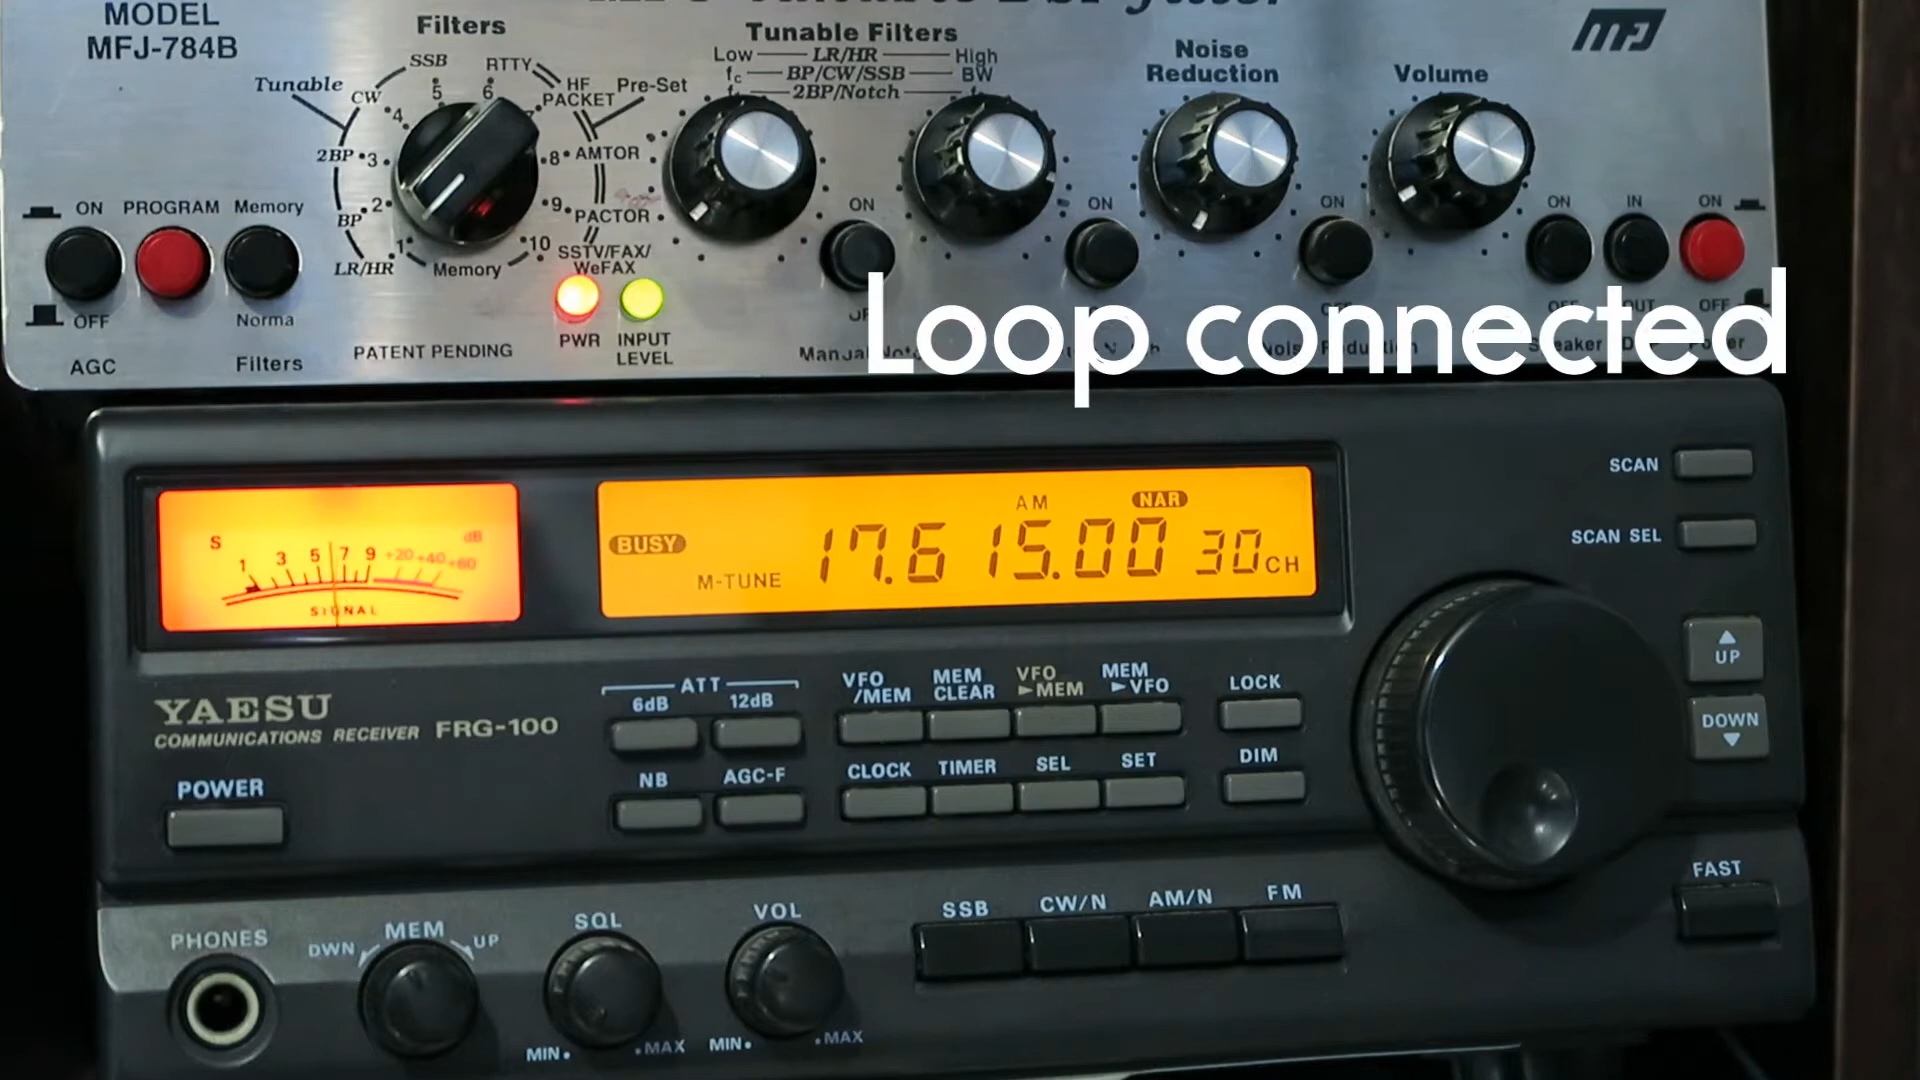 MODEL
MFJ-784B
Filters
Tunable
Pre-Set
LR/HR
1
BP
2
2BP
3
CW
4
SSB
5
RTTY
6
HF
PACKET
8
AMTOR
9
PACTOR
10
SSTV/FAX/
WeFAX
Memory
Tunable Filters
Low LR/HR High
fc BP/CW/SSB BW
2BP/Notch
Noise
Reduction
Volume
MFJ
ON PROGRAM Memory
OFF
AGC
Norma
Filters
PATENT PENDING
PWR
INPUT
LEVEL
ON
ON
ON
ON
IN
ON
OFF
Loop connected
S
dB
1 3 5 7 9 +20 +40 +60
SIGNAL
BUSY
M-TUNE
AM
NAR
17.615.00 30 CH
SCAN
SCAN SEL
YAESU
COMMUNICATIONS RECEIVER FRG-100
POWER
ATT
6dB 12dB
NB AGC-F
VFO
/MEM
MEM
CLEAR
VFO
►MEM
MEM
►VFO
LOCK
CLOCK TIMER SEL SET
DIM
▲
UP
DOWN
▼
FAST
PHONES
DWN MEM UP
SQL
MIN MAX
VOL
MIN MAX
SSB CW/N AM/N FM